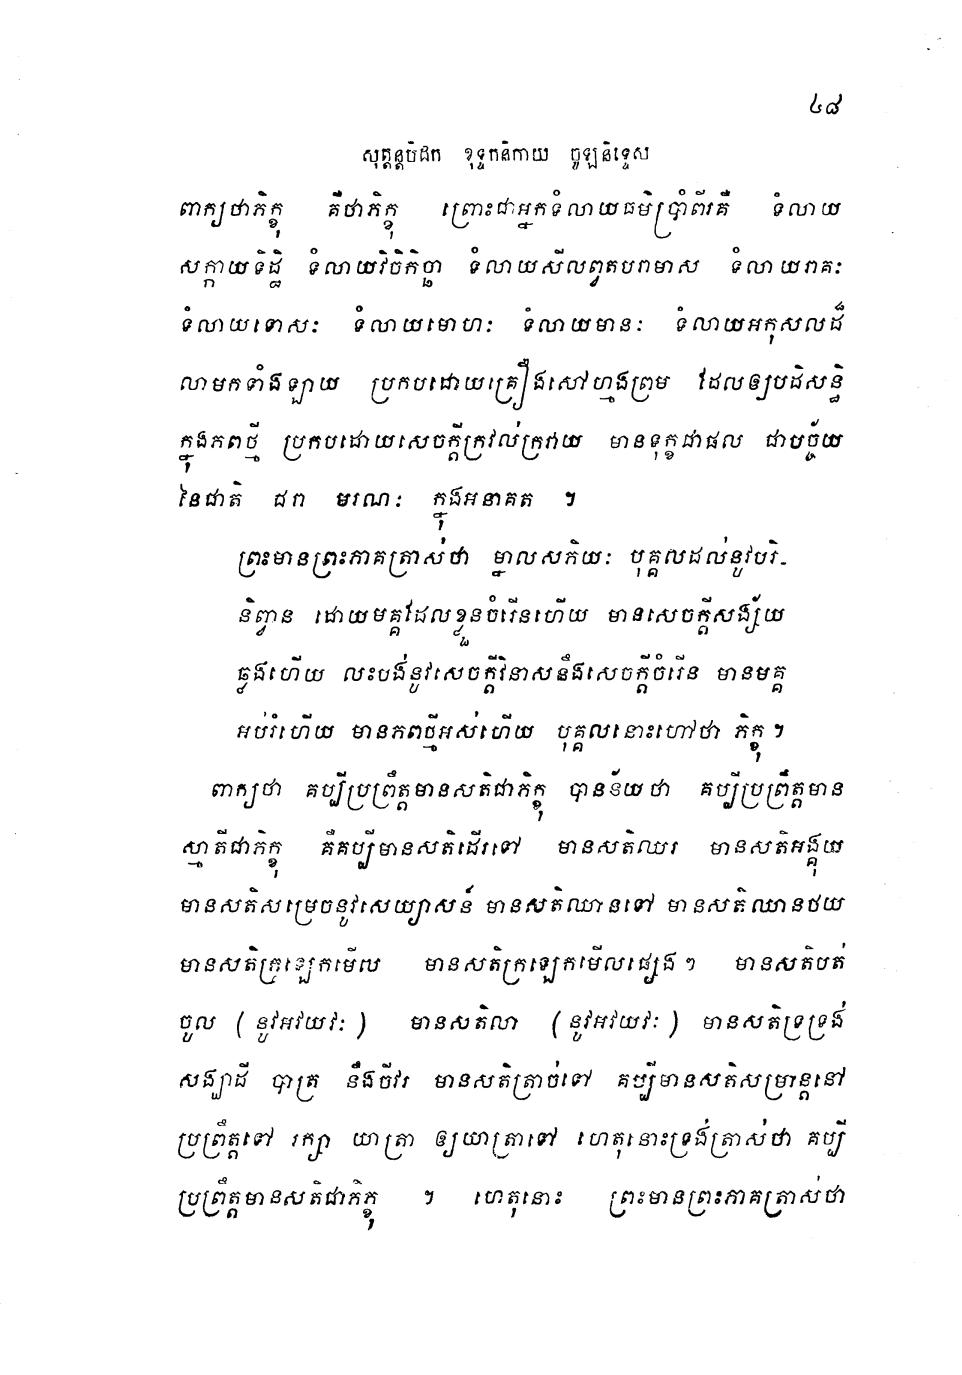 ៤៨
សុត្តន្តបិដក ខុទ្ទកនិកាយ ចូឡនិទ្ទេស
ពាក្យថាភិក្ខុ គឺថាភិក្ខុ ព្រោះជាអ្នកទំលាយធម៌ប្រាំពីរគឺ ទំលាយ
សក្កាយទិដ្ឋិ ទំលាយវិចិកិច្ឆា ទំលាយសីលព្វតបរាមាស ទំលាយរាគៈ
ទំលាយទោសៈ ទំលាយមោហៈ ទំលាយមានៈ ទំលាយអកុសលដ៏
លាមកទាំងឡាយ ប្រកបដោយគ្រឿងសៅហ្មងព្រម ដែលឲ្យបដិសន្ធិ
ក្នុងភពថ្មី ប្រកបដោយសេចក្តីក្រវល់ក្រវាយ មានទុក្ខជាផល ជាបច្ច័យ
នៃជាតិ ជរា មរណៈ ក្នុងអនាគត ។
ព្រះមានព្រះភាគត្រាស់ថា ម្នាលសភិយៈ បុគ្គលដល់នូវបរិ-
និព្វាន ដោយមគ្គដែលខ្លួនចំរើនហើយ មានសេចក្តីសង្ស័យ
ឆ្លងហើយ លះបង់នូវសេចក្តីវិនាសនឹងសេចក្តីចំរើន មានមគ្គ
អប់រំហើយ មានភពថ្មីអស់ហើយ បុគ្គលនោះហៅថា ភិក្ខុ ។
ពាក្យថា គប្បីប្រព្រឹត្តមានសតិជាភិក្ខុ បានន័យថា គប្បីប្រព្រឹត្តមាន
ស្មារតីជាភិក្ខុ គឺគប្បីមានសតិដើរទៅ មានសតិឈរ មានសតិអង្គុយ
មានសតិសម្រេចនូវសេយ្យាសន៍ មានសតិឈានទៅ មានសតិឈានថយ
មានសតិក្រឡេកមើល មានសតិក្រឡេកមើលផ្សេងៗ មានសតិបត់
ចូល (នូវអវយវៈ) មានសតិលា (នូវអវយវៈ) មានសតិទ្រទ្រង់
សង្ឃាដី បាត្រ នឹងចីវរ មានសតិត្រាច់ទៅ គប្បីមានសតិសម្រាន្តនៅ
ប្រព្រឹត្តទៅ រក្សា យាត្រា ឲ្យយាត្រាទៅ ហេតុនោះទ្រង់ត្រាស់ថា គប្បី
ប្រព្រឹត្តមានសតិជាភិក្ខុ ។ ហេតុនោះ ព្រះមានព្រះភាគត្រាស់ថា